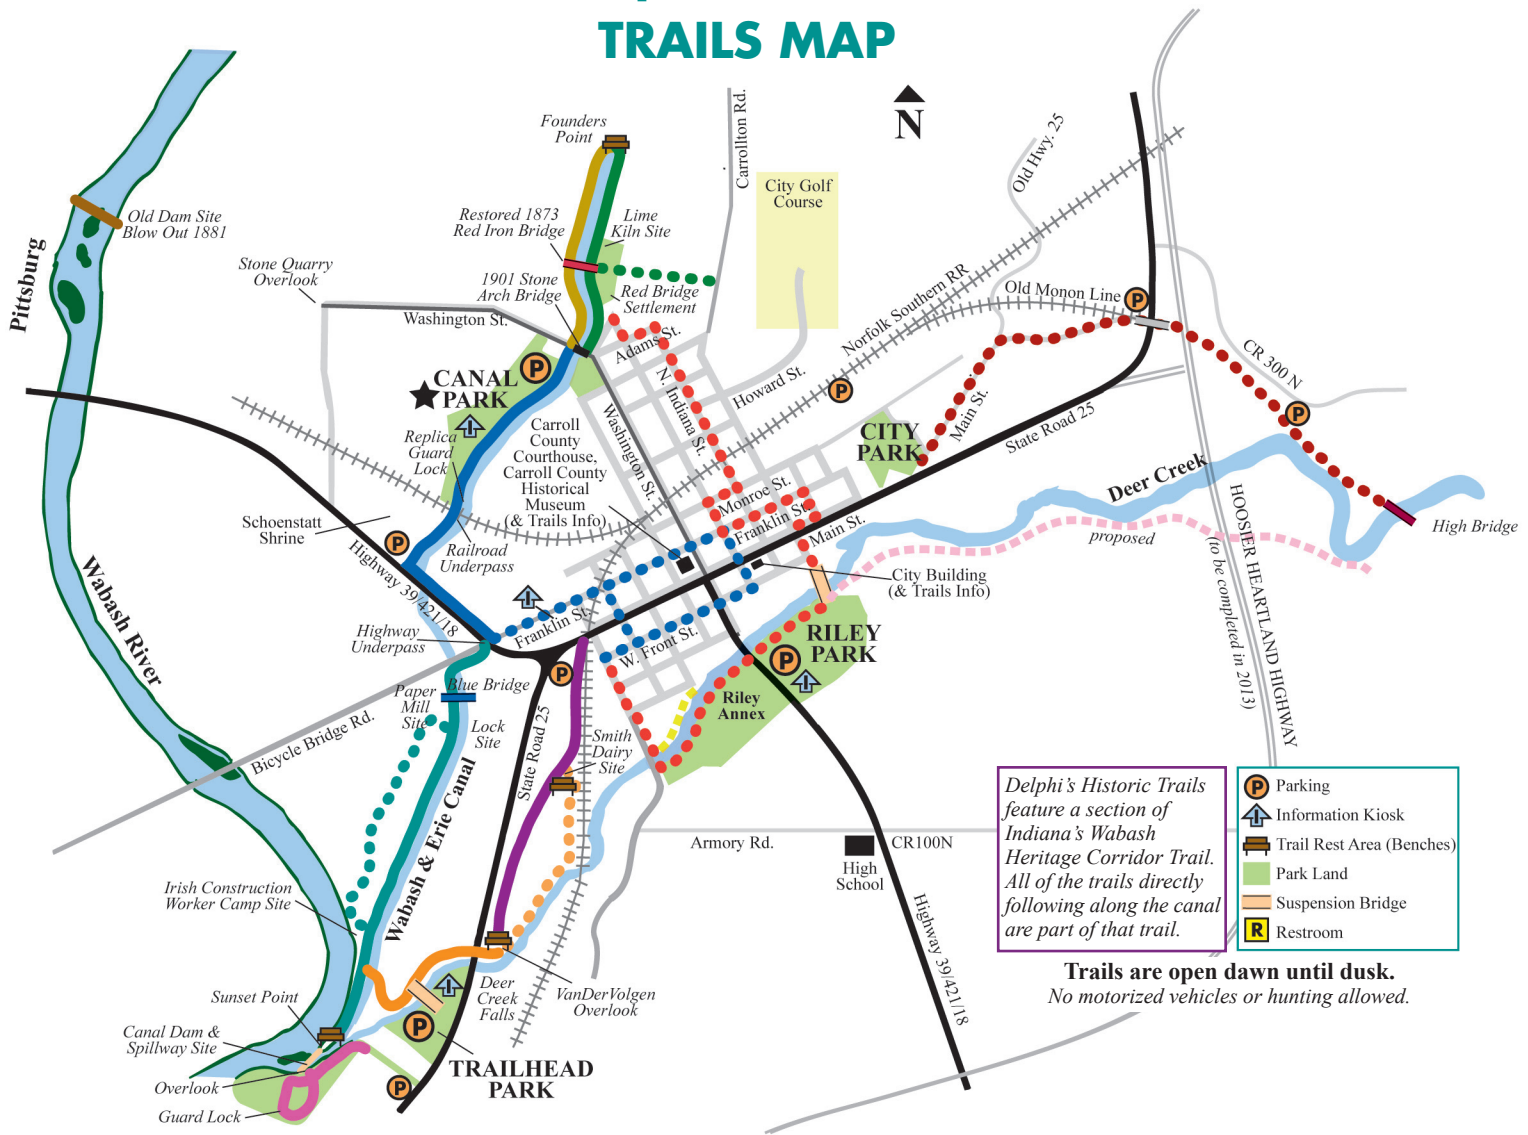 TRAILS MAP
N
Founders
Point
Carrollton Rd.
City Golf
Course
Old Hwy. 25
Old Dam Site
Blow Out 1881
Restored 1873
Red Iron Bridge
Lime
Kiln Site
Pittsburg
Stone Quarry
Overlook
1901 Stone
Arch Bridge
Red Bridge
Settlement
Norfolk Southern RR
Old Monon Line
P
Washington St.
Adams St.
CR 300 N
P
CANAL
PARK
N. Indiana St.
Howard St.
P
Main St.
State Road 25
P
Replica
Guard
Lock
Carroll
County
Courthouse,
Carroll County
Historical
Museum
(& Trails Info)
Washington St.
CITY
PARK
Deer Creek
Monroe St.
Franklin St.
Main St.
High Bridge
proposed
HOOSIER HEARTLAND HIGHWAY
(to be completed in 2013)
Schoenstatt
Shrine
P
Railroad
Underpass
Highway 39/421/18
Wabash River
City Building
(& Trails Info)
Franklin St.
Highway
Underpass
W. Front St.
RILEY
PARK
P
P
Blue Bridge
Paper
Mill
Site
Lock
Site
Riley
Annex
Bicycle Bridge Rd.
State Road 25
Smith
Dairy
Site
Wabash & Erie Canal
Armory Rd.
CR100N
High
School
Highway 39/421/18
Irish Construction
Worker Camp Site
Delphi's Historic Trails
feature a section of
Indiana's Wabash
Heritage Corridor Trail.
All of the trails directly
following along the canal
are part of that trail.
P Parking
Information Kiosk
Trail Rest Area (Benches)
Park Land
Suspension Bridge
R Restroom
Trails are open dawn until dusk.
No motorized vehicles or hunting allowed.
Sunset Point
Deer
Creek
Falls
VanDerVolgen
Overlook
Canal Dam &
Spillway Site
P
TRAILHEAD
PARK
Overlook
P
Guard Lock